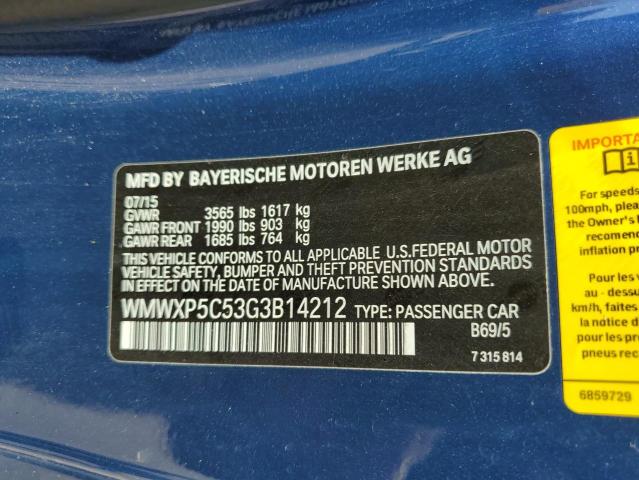 MFD BY BAYERISCHE MOTOREN WERKE AG
07/15
GVWR 3565 lbs 1617 kg
GAWR FRONT 1990 lbs 903 kg
GAWR REAR 1685 lbs 764 kg
THIS VEHICLE CONFORMS TO ALL APPLICABLE U.S.FEDERAL MOTOR
VEHICLE SAFETY, BUMPER, AND THEFT PREVENTION STANDARDS
IN EFFECT ON THE DATE OF MANUFACTURE SHOWN ABOVE.
WMWXP5C53G3B14212 TYPE: PASSENGER CAR
B69/5
7 315 814
IMPORTA
For speeds
100mph, plea
the Owner's
recommen
inflation p
Pour les
au - dessu
km/h, faites
la notice d
pour les pre
pneus recc
6859729